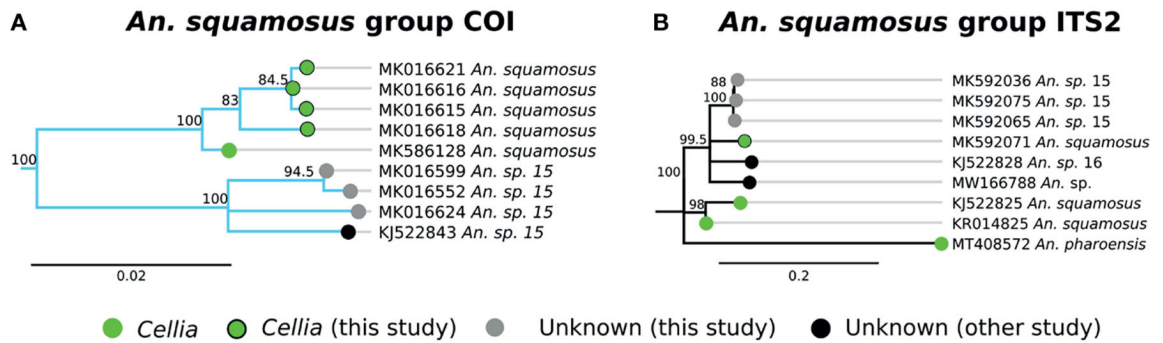 A
An. squamosus group COI
84.5
83
100
100
94.5
100
MK016621 An. squamosus
MK016616 An. squamosus
MK016615 An. squamosus
MK016618 An. squamosus
MK586128 An. squamosus
MK016599 An. sp. 15
MK016552 An. sp. 15
MK016624 An. sp. 15
KJ522843 An. sp. 15
0.02
B
An. squamosus group ITS2
88
100
99.5
100
98
MK592036 An. sp. 15
MK592075 An. sp. 15
MK592065 An. sp. 15
MK592071 An. squamosus
KJ522828 An. sp. 16
MW166788 An. sp.
KJ522825 An. squamosus
KR014825 An. squamosus
MT408572 An. pharoensis
0.2
Cellia
Cellia (this study)
Unknown (this study)
Unknown (other study)